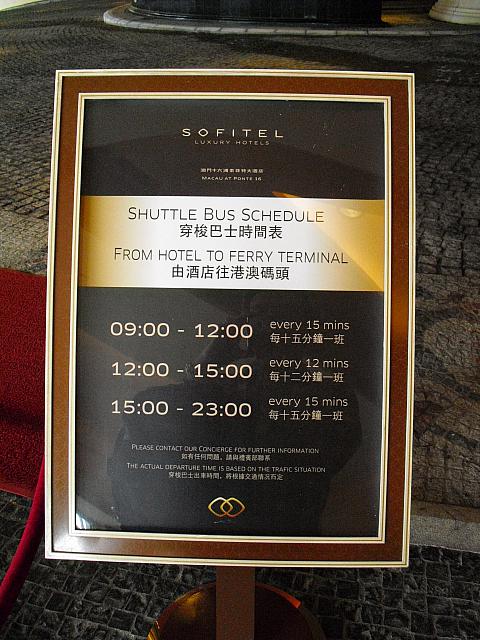 SOFITEL
LUXURY HOTELS
澳門十六浦索菲特大酒店
MACAU AT PONTE 16
SHUTTLE BUS SCHEDULE
穿梭巴士時間表
FROM HOTEL TO FERRY TERMINAL
由酒店往港澳碼頭
09:00 - 12:00 every 15 mins
每十五分鐘一班
12:00 - 15:00 every 12 mins
每十二分鐘一班
15:00 - 23:00 every 15 mins
每十五分鐘一班
PLEASE CONTACT OUR CONCIERGE FOR FURTHER INFORMATION
如有任何問題，請與禮賓部聯系
THE ACTUAL DEPARTURE TIME IS BASED ON THE TRAFIC SITUATION
穿梭巴士出車時間，將根據交通情況而定